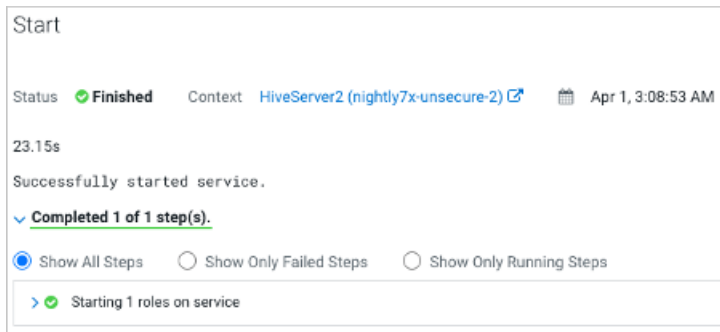 Start
Status Finished Context HiveServer2 (nightly7x-unsecure-2) Apr 1, 3:08:53 AM
23.15s
Successfully started service.
Completed 1 of 1 step(s).
Show All Steps Show Only Failed Steps Show Only Running Steps
Starting 1 roles on service